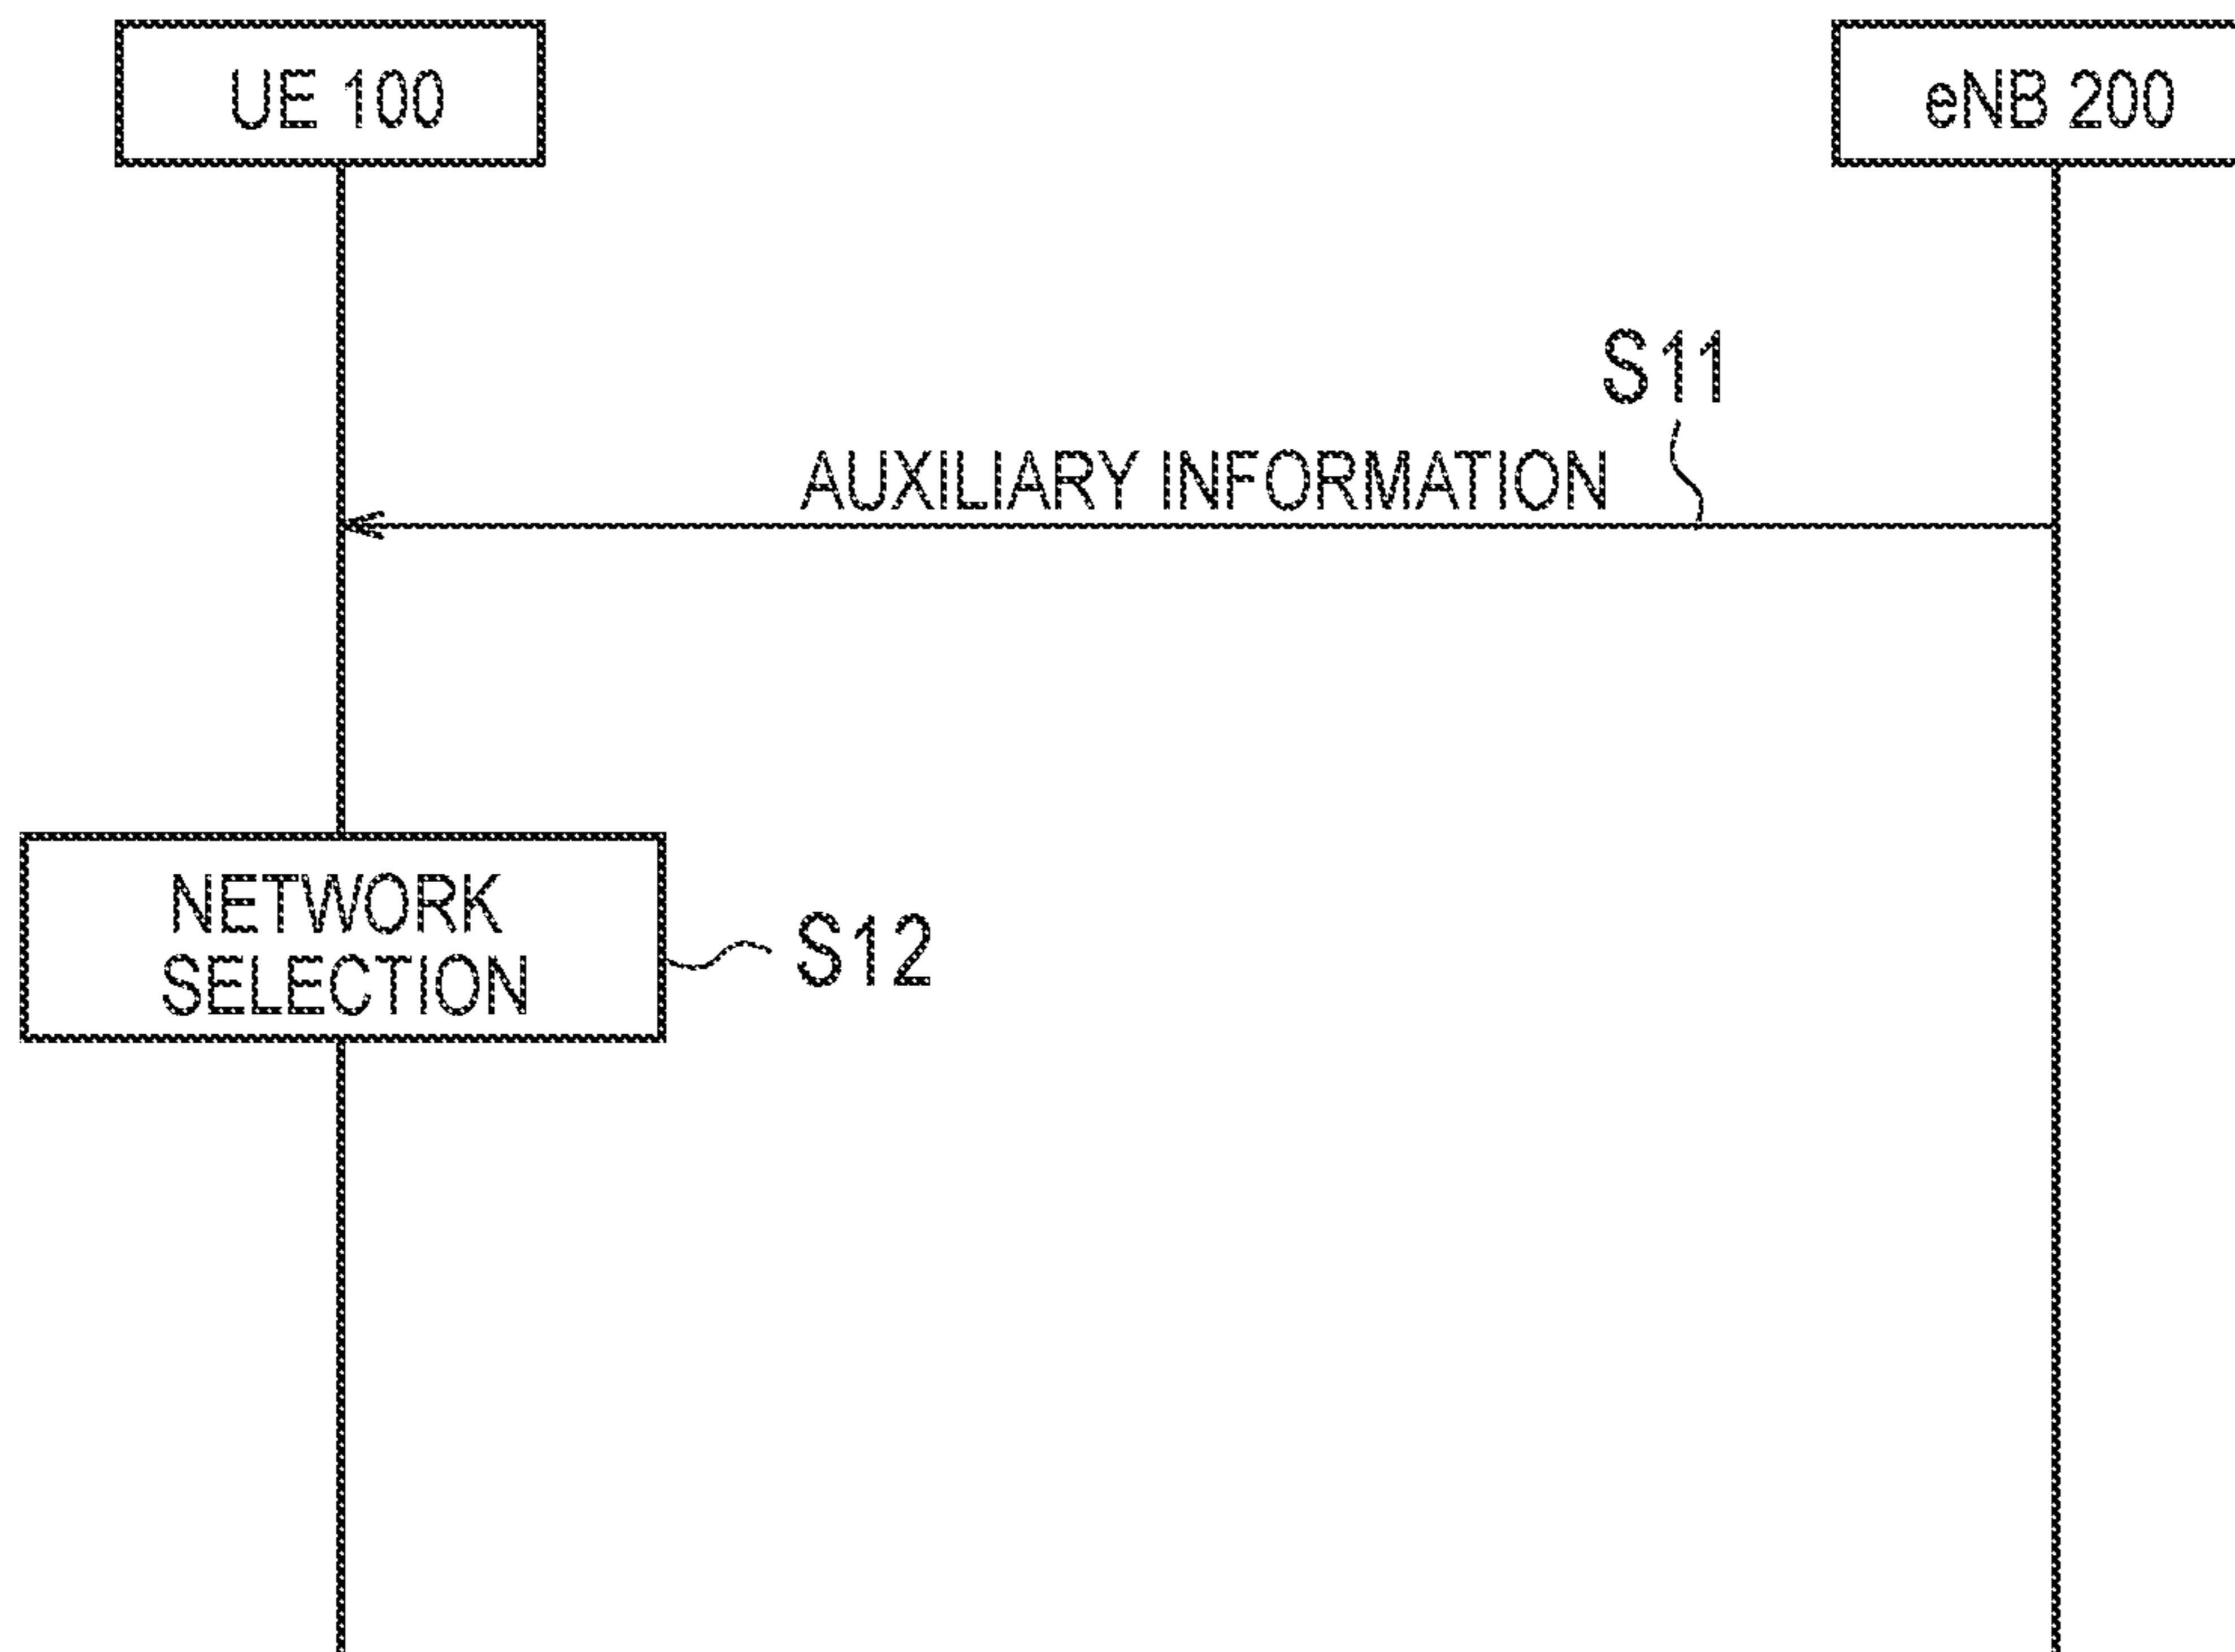 UE 100
eNB 200
S11
AUXILIARY INFORMATION
NETWORK
SELECTION
S12